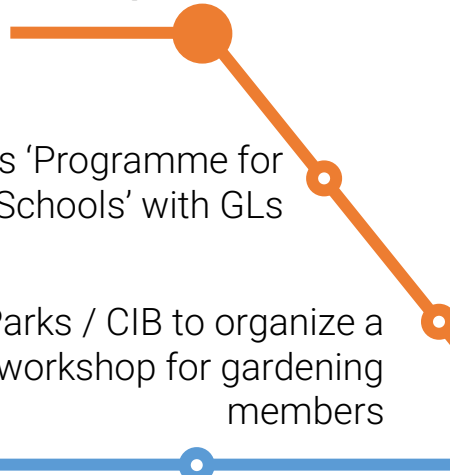 s 'Programme for
Schools' with GLs
Parks / CIB to organize a
workshop for gardening
members